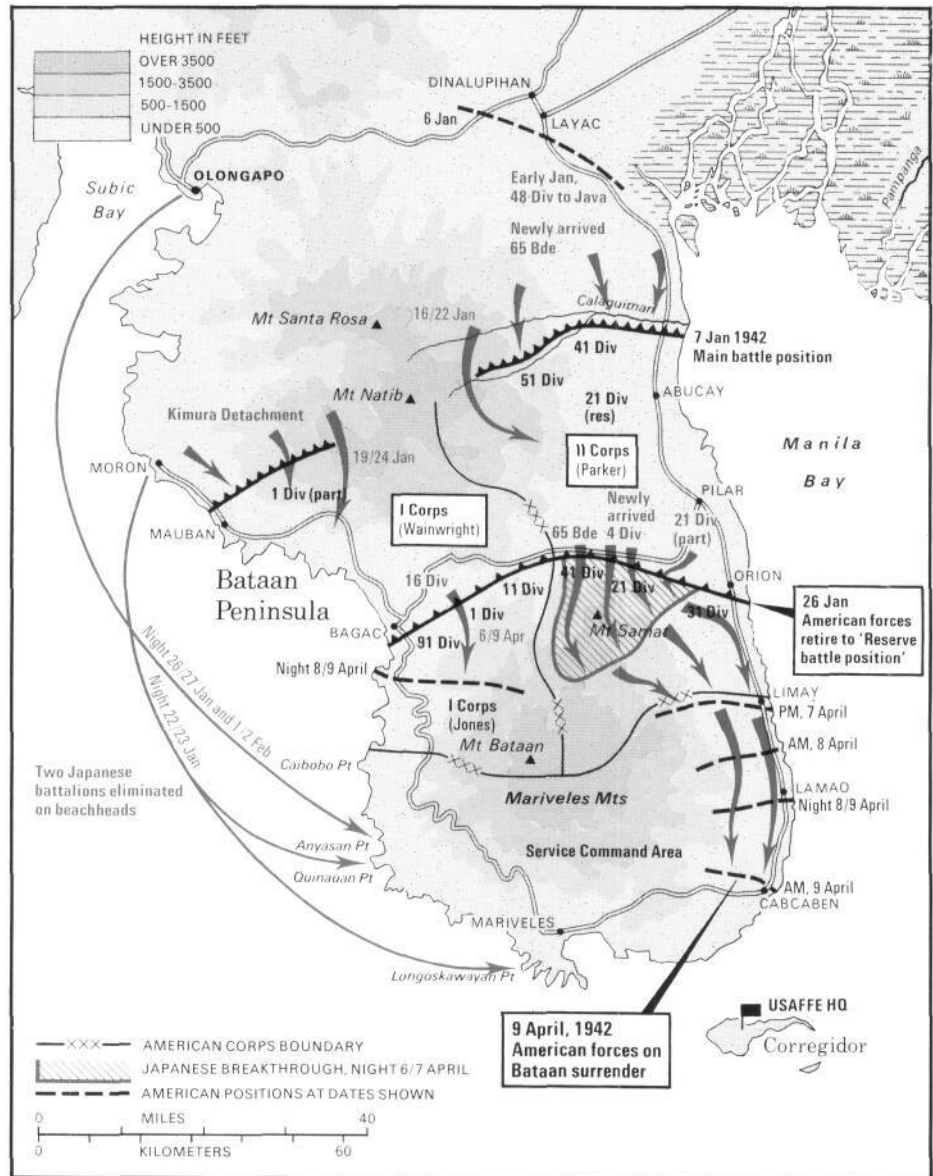 HEIGHT IN FEET
OVER 3500
1500-3500
500-1500
UNDER 500
DINALUPIHAN
6 Jan
LAYAC
Subic
Bay
OLONGAPO
Early Jan,
48 Div to Java
Newly arrived
65 Bde
Pampanga
Mt Santa Rosa
16/22 Jan
Calaguiman
41 Div
7 Jan 1942
Main battle position
51 Div
Mt Natib
21 Div
(res)
ABUCAY
Kimura Detachment
19/24 Jan
II Corps
(Parker)
Manila
Bay
MORON
1 Div (part)
I Corps
(Wainwright)
PILAR
MAUBAN
Newly
arrived
4 Div
21 Div
(part)
65 Bde
Bataan
Peninsula
16 Div
11 Div
41 Div
21 Div
ORION
31 Div
1 Div
Mt Samat
26 Jan
American forces
retire to 'Reserve
battle position'
BAGAC
91 Div
6/9 Apr
Night 8/9 April
LIMAY
PM, 7 April
I Corps
(Jones)
Mt Bataan
AM, 8 April
Night 26/27 Jan and 1/2 Feb
Night 22/23 Jan
Caibobo Pt
LAMAO
Night 8/9 April
Two Japanese
battalions eliminated
on beachheads
Mariveles Mts
Anyasan Pt
Quinauan Pt
Service Command Area
AM, 9 April
CABCABEN
MARIVELES
Longoskawayan Pt
USAFFE HQ
Corregidor
9 April, 1942
American forces on
Bataan surrender
AMERICAN CORPS BOUNDARY
JAPANESE BREAKTHROUGH, NIGHT 6/7 APRIL
AMERICAN POSITIONS AT DATES SHOWN
0 MILES 40
0 KILOMETERS 60